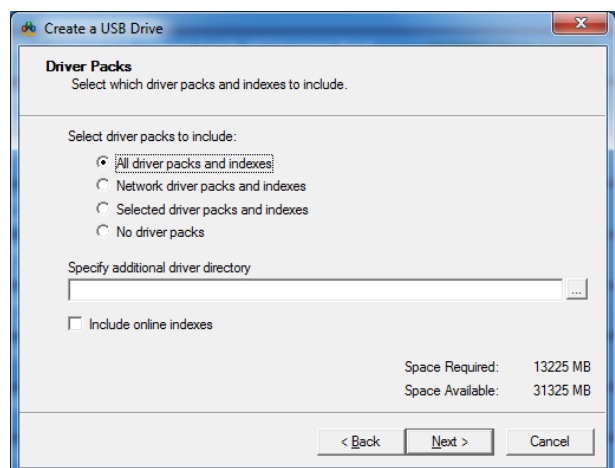 Create a USB Drive
Driver Packs
Select which driver packs and indexes to include.
Select driver packs to include:
All driver packs and indexes
Network driver packs and indexes
Selected driver packs and indexes
No driver packs
Specify additional driver directory
...
Include online indexes
Space Required: 13225 MB
Space Available: 31325 MB
< Back Next > Cancel